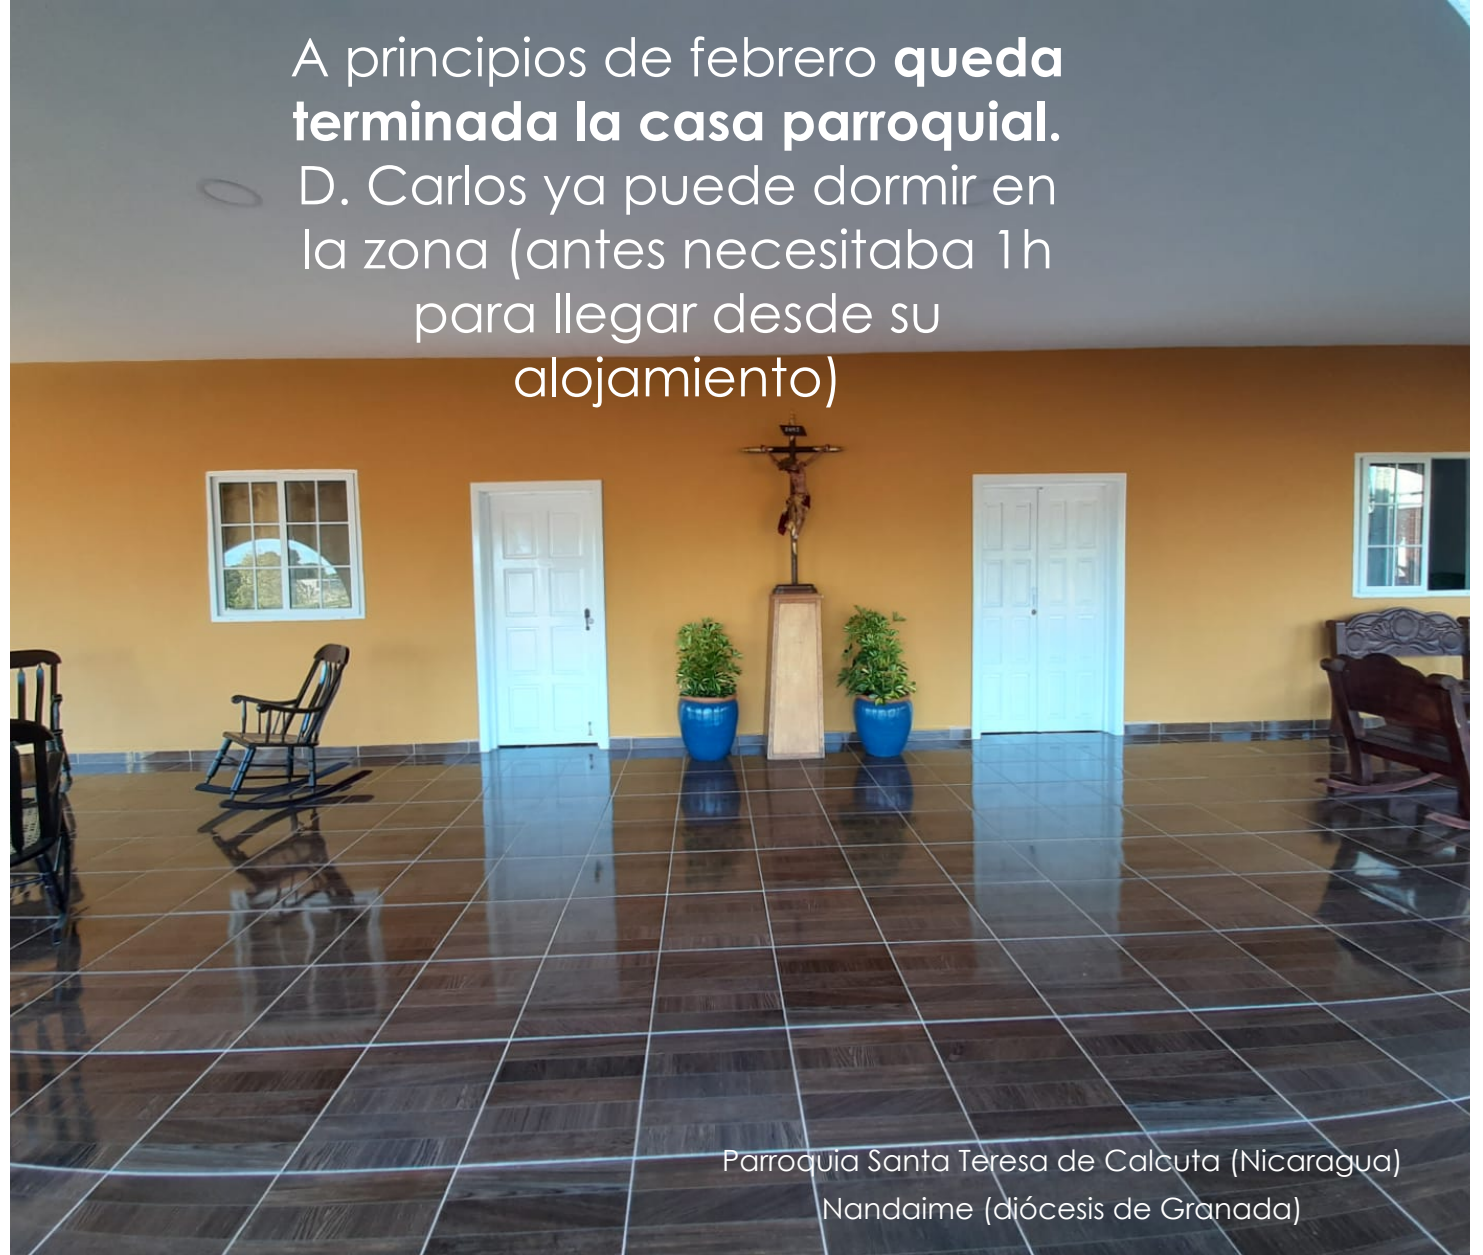 A principios de febrero queda
terminada la casa parroquial.
D. Carlos ya puede dormir en
la zona (antes necesitaba 1h
para llegar desde su
alojamiento)
Parroquia Santa Teresa de Calcuta (Nicaragua)
Nandaime (diócesis de Granada)